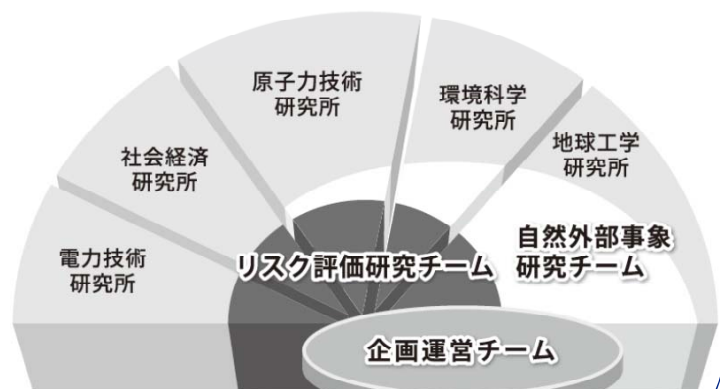 原子力技術
研究所
環境科学
研究所
社会経済
研究所
地球工学
研究所
電力技術
研究所
リスク評価研究チーム
自然外部事象
研究チーム
企画運営チーム